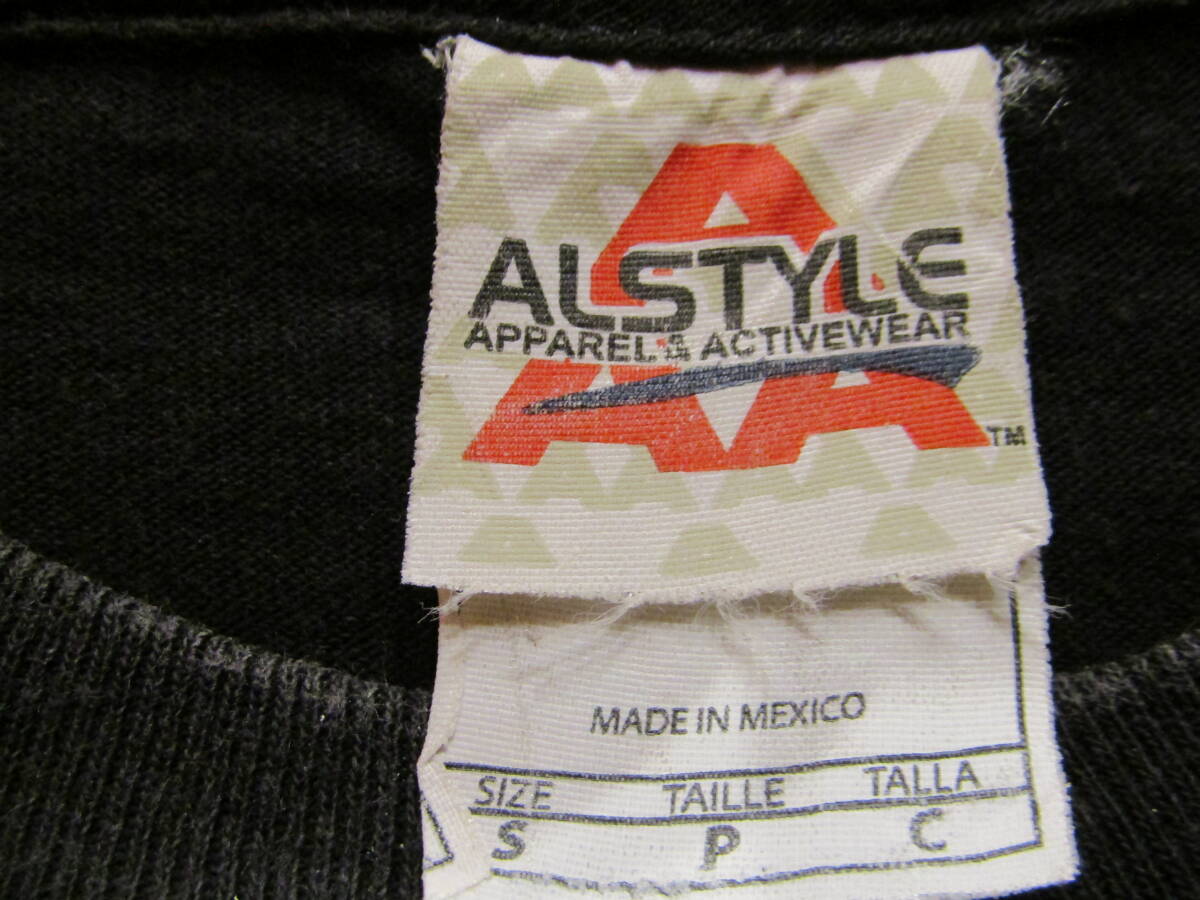 ALSTYLE
APPAREL & ACTIVEWEAR
TM
MADE IN MEXICO
SIZE TAILLE TALLA
S P C